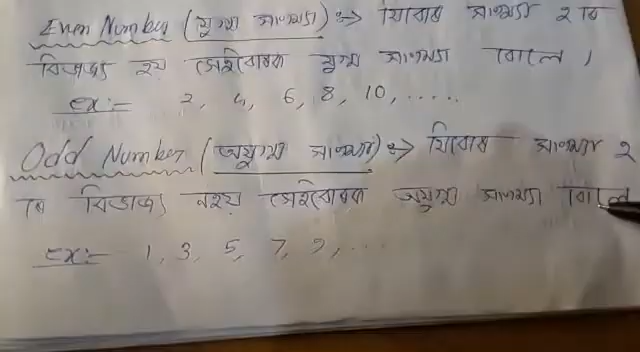 Even Number (যুগ্ম সংখ্যা) :→ যিবোৰ সংখ্যা ২ ৰে
বিভাজ্য হয় সেইবোৰক যুগ্ম সংখ্যা বোলে।
ex:- 2, 4, 6, 8, 10, .....
Odd Number (অযুগ্ম সংখ্যা) :→ যিবোৰ সংখ্যা ২
ৰে বিভাজ্য নহয় সেইবোৰক অযুগ্ম সংখ্যা বোলে
ex:- 1, 3, 5, 7, 9, ...